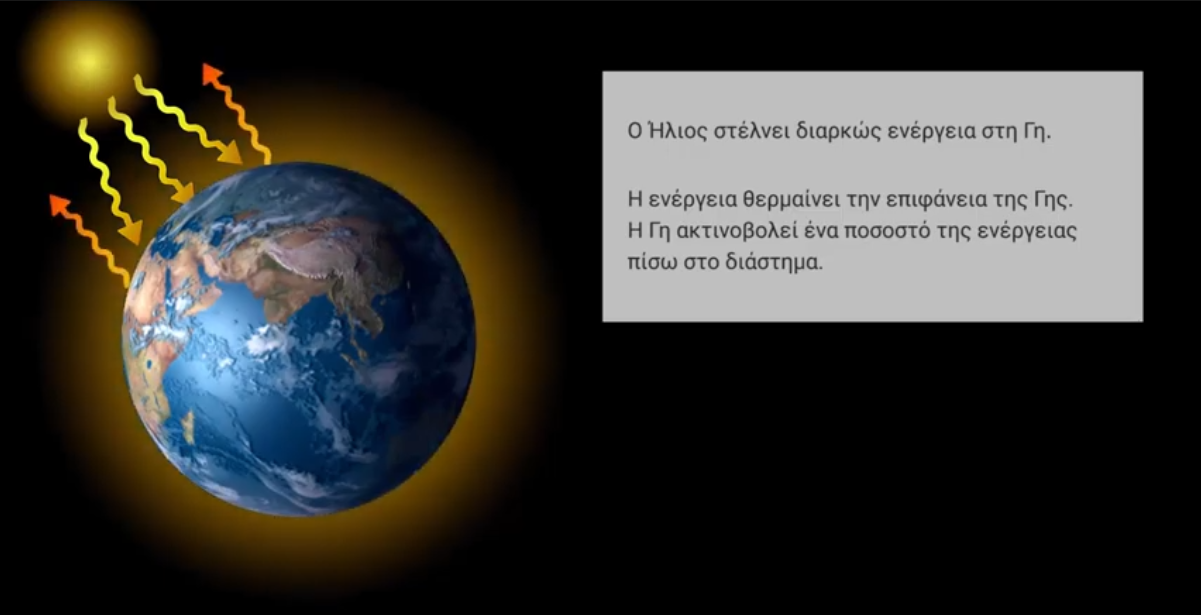 Ο Ήλιος στέλνει διαρκώς ενέργεια στη Γη.
Η ενέργεια θερμαίνει την επιφάνεια της Γης.
Η Γη ακτινοβολεί ένα ποσοστό της ενέργειας
πίσω στο διάστημα.